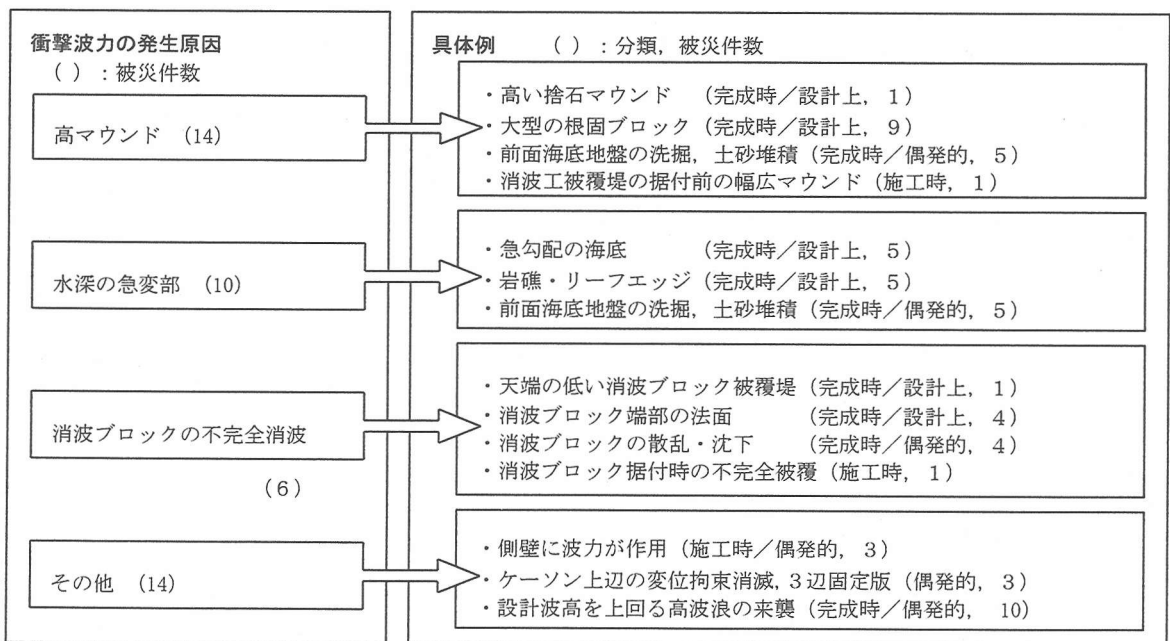 衝撃波力の発生原因
（ ）：被災件数
高マウンド （14）
水深の急変部 （10）
消波ブロックの不完全消波
（６）
その他 （14）
具体例 （ ）：分類，被災件数
・高い捨石マウンド （完成時／設計上， １）
・大型の根固ブロック （完成時／設計上， ９）
・前面海底地盤の洗掘，土砂堆積（完成時／偶発的， ５）
・消波工被覆堤の据付前の幅広マウンド（施工時， １）
・急勾配の海底 （完成時／設計上， ５）
・岩礁・リーフエッジ（完成時／設計上， ５）
・前面海底地盤の洗掘，土砂堆積（完成時／偶発的， ５）
・天端の低い消波ブロック被覆堤（完成時／設計上， １）
・消波ブロック端部の法面 （完成時／設計上， ４）
・消波ブロックの散乱・沈下 （完成時／偶発的， ４）
・消波ブロック据付時の不完全被覆（施工時， １）
・側壁に波力が作用（施工時／偶発的， ３）
・ケーソン上辺の変位拘束消滅，３辺固定版（偶発的， ３）
・設計波高を上回る高波浪の来襲（完成時／偶発的， 10）